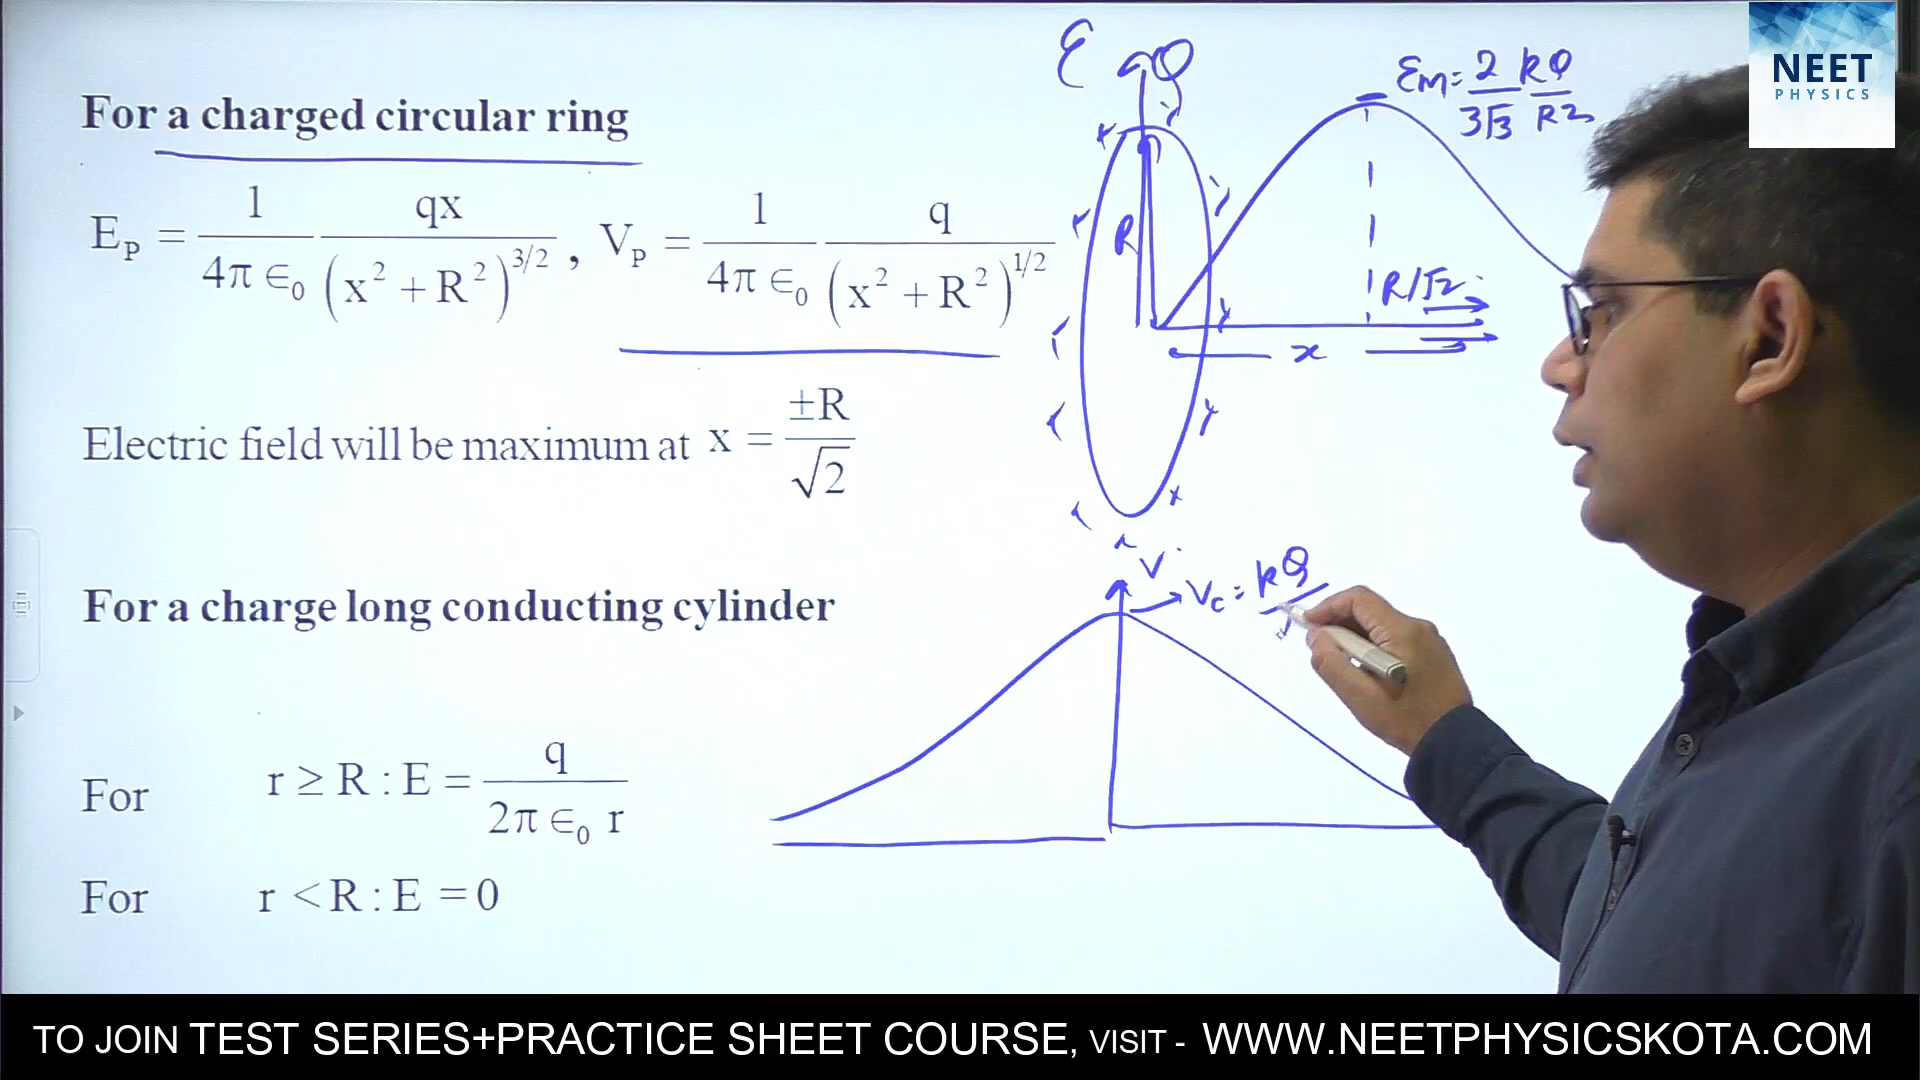 For a charged circular ring
E_P = 1/(4π∈₀) qx/(x² + R²)^(3/2) , V_P = 1/(4π∈₀) q/(x² + R²)^(1/2)
Electric field will be maximum at x = ±R/√2
For a charge long conducting cylinder
For r ≥ R : E = q/(2π∈₀ r)
For r < R : E = 0
E Q
R
x
R/√2
Em = 2/(3√3) kQ/R²
V
Vc = kQ
NEET
PHYSICS
TO JOIN TEST SERIES+PRACTICE SHEET COURSE, VISIT - WWW.NEETPHYSICSKOTA.COM